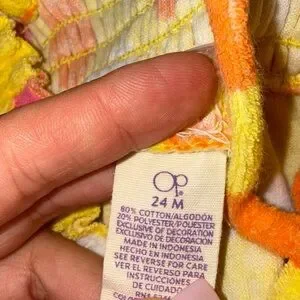 Op
24 M
80% COTTON/ALGODÓN
20% POLYESTER/POLYESTER
EXCLUSIVE OF DECORATION
EXCLUSIVO DE DECORACIÓN
MADE IN INDONESIA
HECHO EN INDONESIA
SEE REVERSE FOR CARE
VER EL REVERSO PARA
INSTRUCCIONES
DE CUIDADO